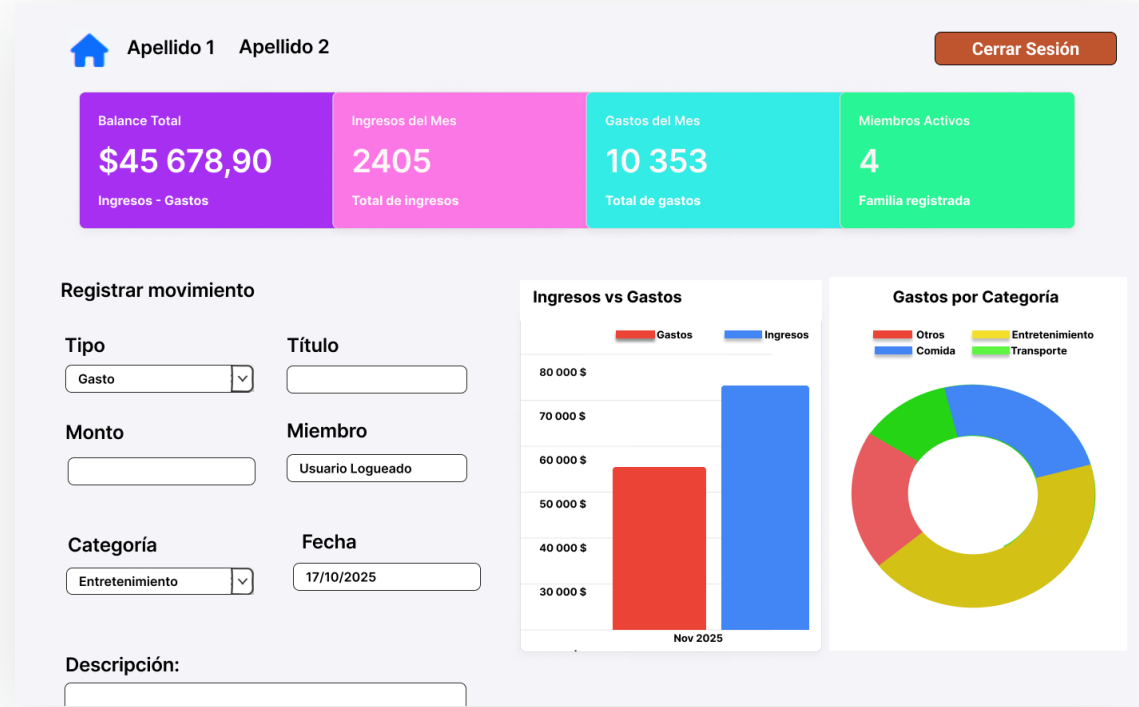 Apellido 1 Apellido 2
Cerrar Sesión
Balance Total
$45 678,90
Ingresos - Gastos
Ingresos del Mes
2405
Total de ingresos
Gastos del Mes
10 353
Total de gastos
Miembros Activos
4
Familia registrada
Registrar movimiento
Tipo
Gasto
Título
Monto
Miembro
Usuario Logueado
Categoría
Entretenimiento
Fecha
17/10/2025
Descripción:
Ingresos vs Gastos
Gastos
Ingresos
80 000 $
70 000 $
60 000 $
50 000 $
40 000 $
30 000 $
Nov 2025
Gastos por Categoría
Otros
Entretenimiento
Comida
Transporte